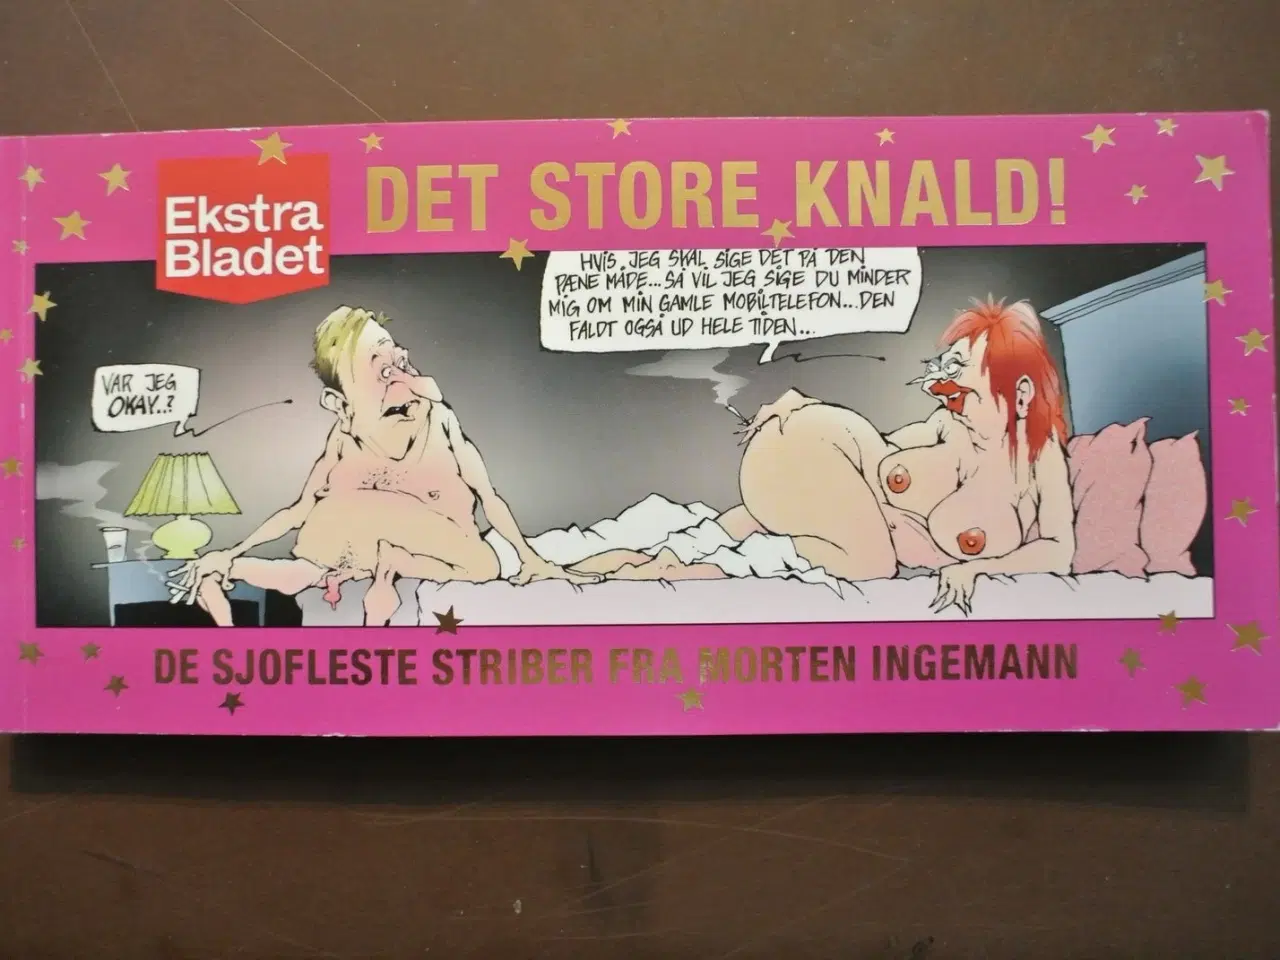 Ekstra
Bladet
DET STORE KNALD!
HVIS JEG SKAL SIGE DET PÅ DEN
PÆNE MÅDE... SÅ VIL JEG SIGE DU MINDER
MIG OM MIN GAMLE MOBILTELEFON... DEN
FALDT OGSÅ UD HELE TIDEN...
VAR JEG
OKAY..?
DE SJOFLESTE STRIBER FRA MORTEN INGEMANN